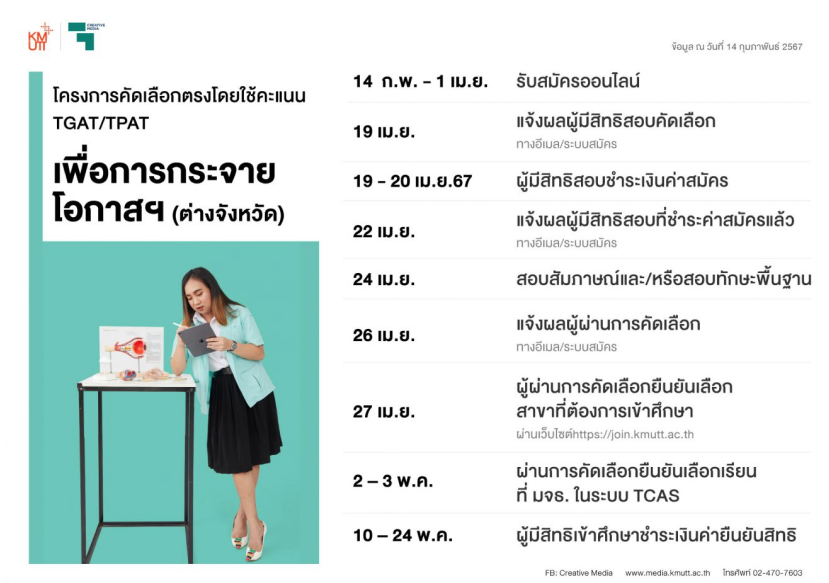 KM
UTT
CREATIVE
MEDIA
ข้อมูล ณ วันที่ 14 กุมภาพันธ์ 2567
โครงการคัดเลือกตรงโดยใช้คะแนน
TGAT/TPAT
เพื่อการกระจาย
โอกาสฯ (ต่างจังหวัด)
14 ก.พ. - 1 เม.ย. รับสมัครออนไลน์
19 เม.ย. แจ้งผลผู้มีสิทธิสอบคัดเลือก
ทางอีเมล/ระบบสมัคร
19 - 20 เม.ย.67 ผู้มีสิทธิสอบชำระเงินค่าสมัคร
22 เม.ย. แจ้งผลผู้มีสิทธิสอบที่ชำระค่าสมัครแล้ว
ทางอีเมล/ระบบสมัคร
24 เม.ย. สอบสัมภาษณ์และ/หรือสอบทักษะพื้นฐาน
26 เม.ย. แจ้งผลผู้ผ่านการคัดเลือก
ทางอีเมล/ระบบสมัคร
27 เม.ย. ผู้ผ่านการคัดเลือกยืนยันเลือก
สาขาที่ต้องการเข้าศึกษา
ผ่านเว็บไซต์https://join.kmutt.ac.th
2 – 3 พ.ค. ผ่านการคัดเลือกยืนยันเลือกเรียน
ที่ มจธ. ในระบบ TCAS
10 – 24 พ.ค. ผู้มีสิทธิเข้าศึกษาชำระเงินค่ายืนยันสิทธิ
FB: Creative Media www.media.kmutt.ac.th โทรศัพท์ 02-470-7603